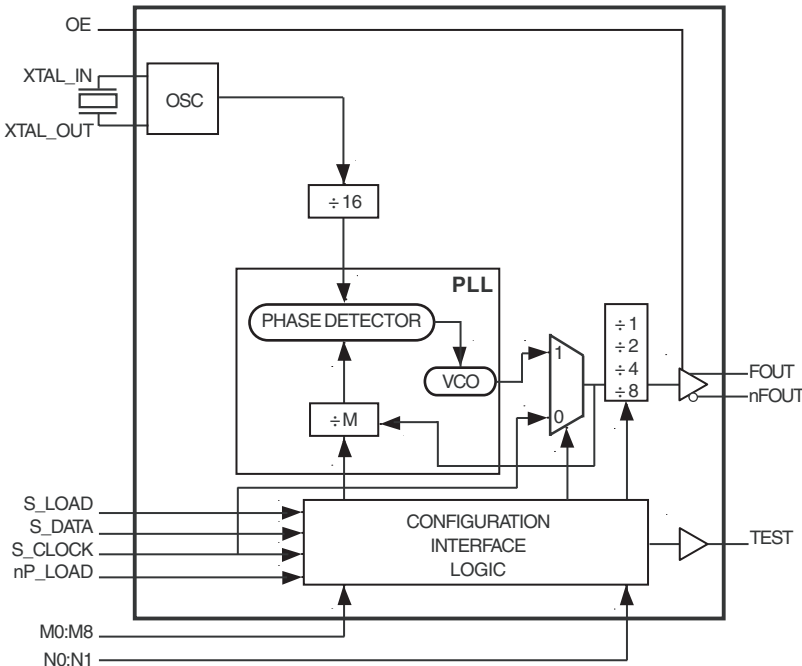 OE
XTAL_IN
OSC
XTAL_OUT
÷16
PLL
PHASE DETECTOR
VCO
÷M
1
0
÷1
÷2
÷4
÷8
FOUT
nFOUT
S_LOAD
S_DATA
S_CLOCK
nP_LOAD
CONFIGURATION
INTERFACE
LOGIC
TEST
M0:M8
N0:N1